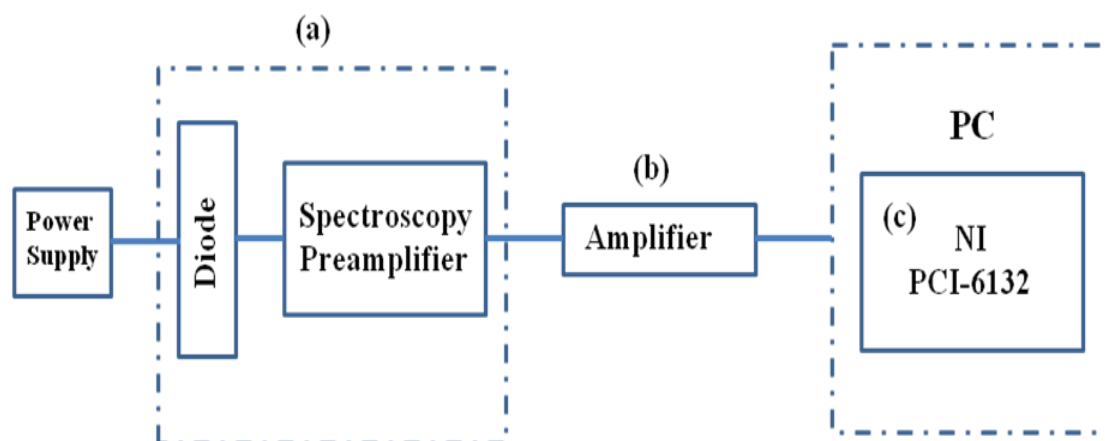 (a)
Power
Supply
Diode
Spectroscopy
Preamplifier
(b)
Amplifier
PC
(c)
NI
PCI-6132